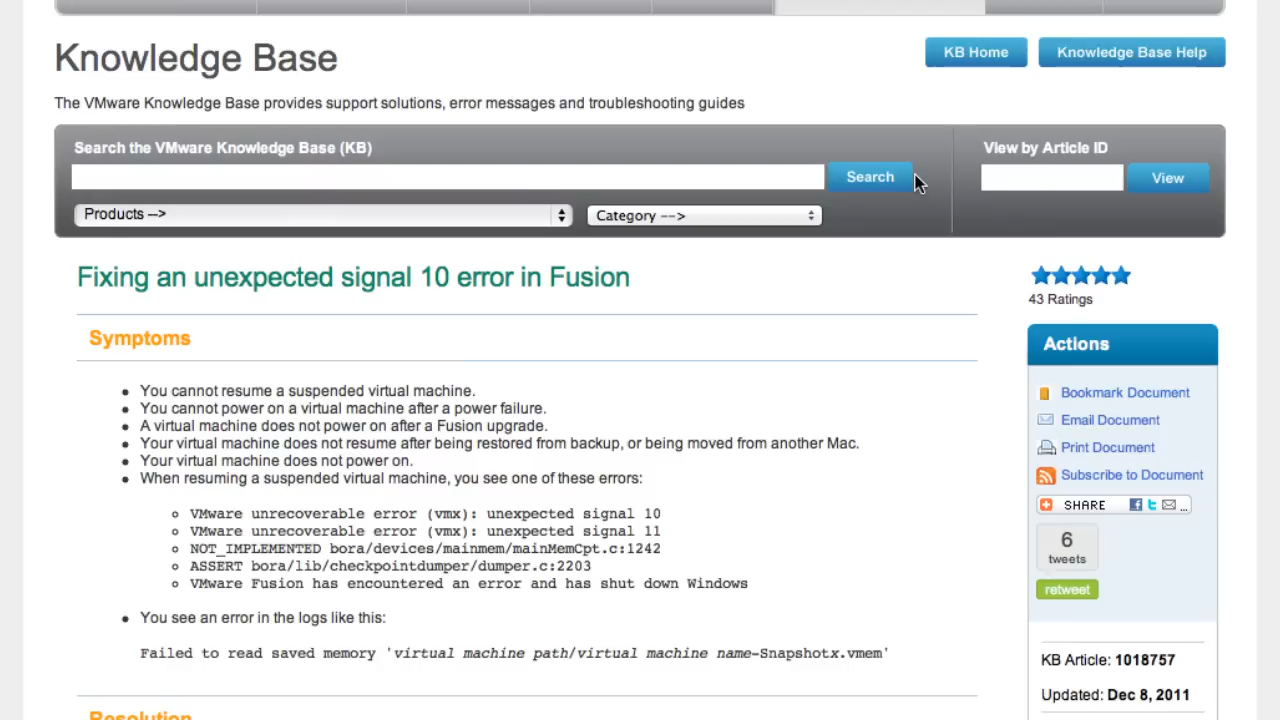 Knowledge Base
KB Home
Knowledge Base Help
The VMware Knowledge Base provides support solutions, error messages and troubleshooting guides
Search the VMware Knowledge Base (KB)
View by Article ID
Search
View
Products -->
Category -->
Fixing an unexpected signal 10 error in Fusion
43 Ratings
Symptoms
Actions
You cannot resume a suspended virtual machine.
You cannot power on a virtual machine after a power failure.
A virtual machine does not power on after a Fusion upgrade.
Your virtual machine does not resume after being restored from backup, or being moved from another Mac.
Your virtual machine does not power on.
When resuming a suspended virtual machine, you see one of these errors:
VMware unrecoverable error (vmx): unexpected signal 10
VMware unrecoverable error (vmx): unexpected signal 11
NOT_IMPLEMENTED bora/devices/mainmem/mainMemCpt.c:1242
ASSERT bora/lib/checkpointdumper/dumper.c:2203
VMware Fusion has encountered an error and has shut down Windows
You see an error in the logs like this:
Failed to read saved memory 'virtual machine path/virtual machine name-Snapshotx.vmem'
Resolution
Bookmark Document
Email Document
Print Document
Subscribe to Document
SHARE ...
6
tweets
retweet
KB Article: 1018757
Updated: Dec 8, 2011